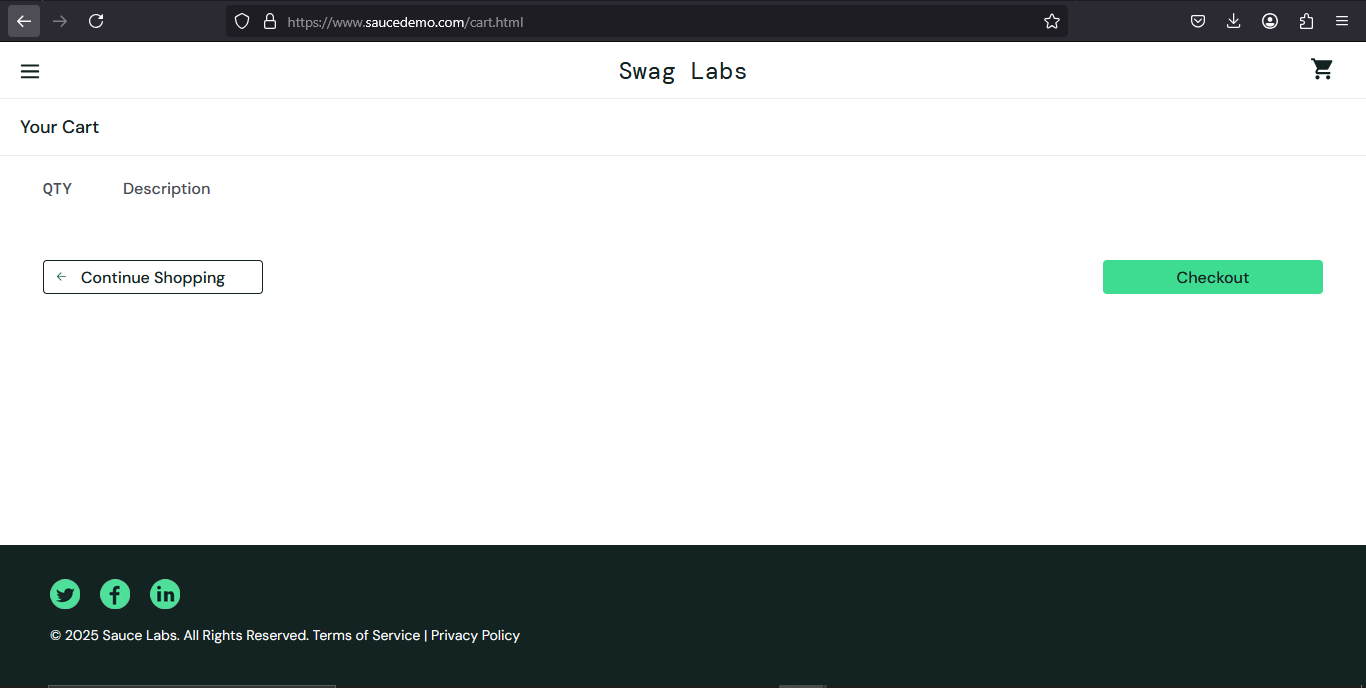 https://www.saucedemo.com/cart.html
Swag Labs
Your Cart
QTY Description
Continue Shopping Checkout
© 2025 Sauce Labs. All Rights Reserved. Terms of Service | Privacy Policy